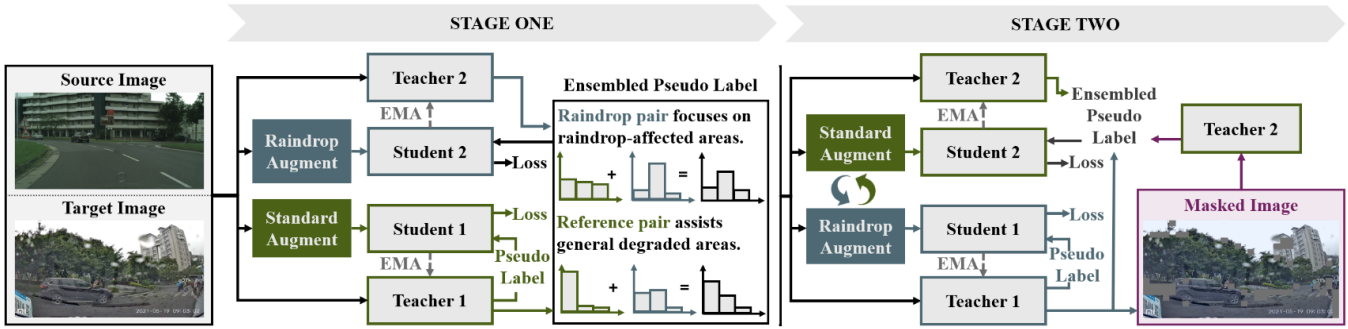 STAGE ONE
STAGE TWO
Source Image
Target Image
2021-05-19 09:03:02
Teacher 2
EMA
Raindrop
Augment
Student 2
Loss
Standard
Augment
Student 1
Loss
EMA
Pseudo
Label
Teacher 1
Ensembled Pseudo Label
Raindrop pair focuses on
raindrop-affected areas.
+
=
Reference pair assists
general degraded areas.
+
=
Teacher 2
EMA
Standard
Augment
Student 2
Ensembled
Pseudo
Label
Loss
Teacher 2
Raindrop
Augment
Student 1
Loss
EMA
Pseudo
Label
Teacher 1
Masked Image